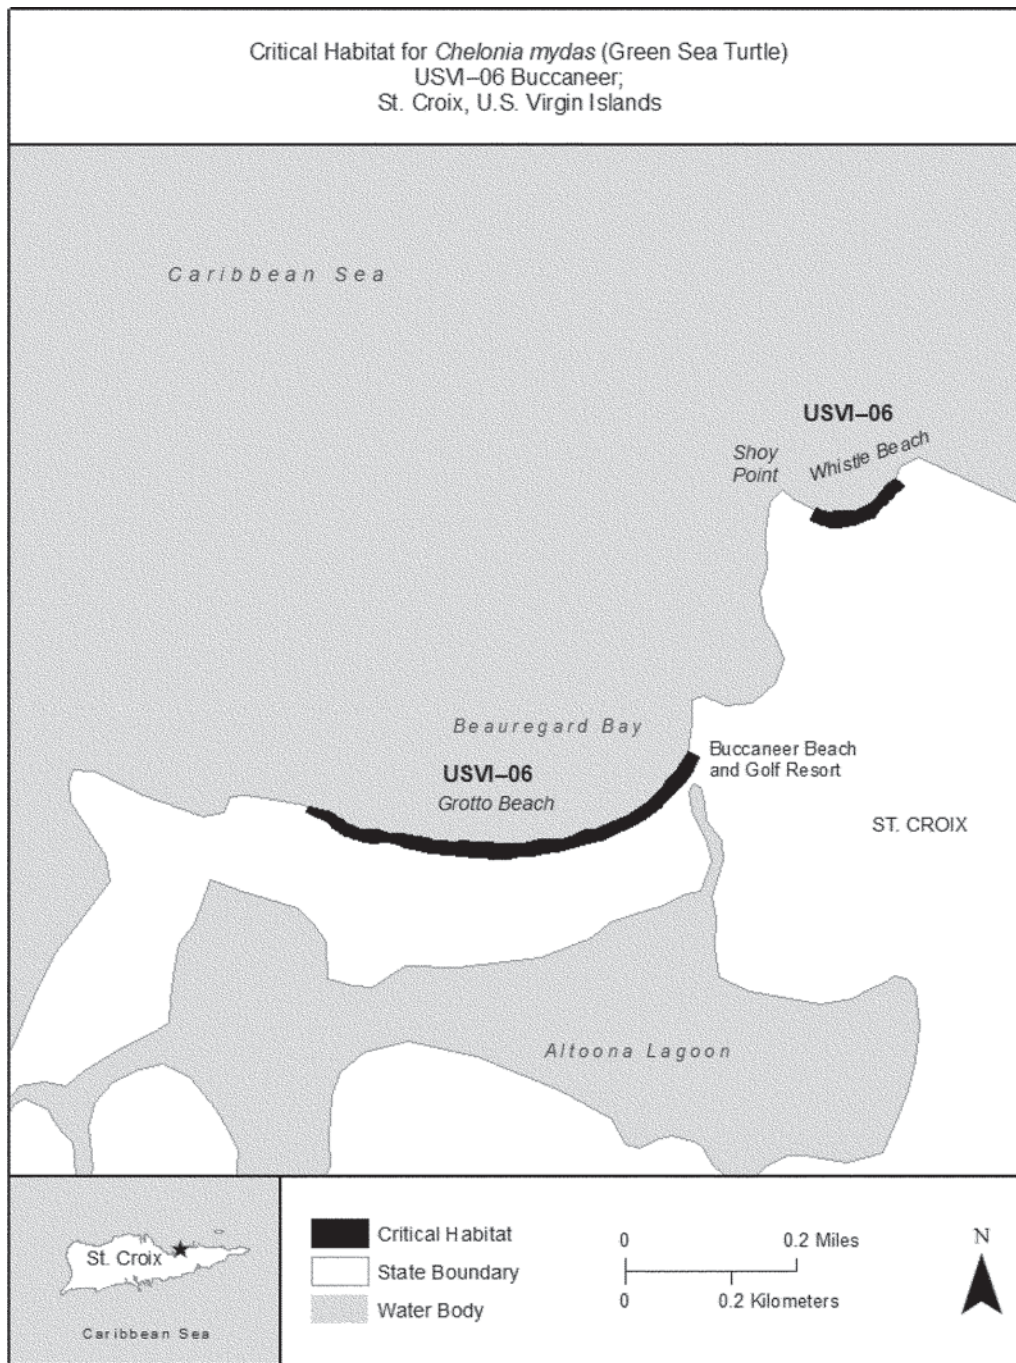 Critical Habitat for Chelonia mydas (Green Sea Turtle)
USVI–06 Buccaneer;
St. Croix, U.S. Virgin Islands
Caribbean Sea
USVI–06
Shoy
Point
Whistle Beach
Beauregard Bay
USVI–06
Grotto Beach
Buccaneer Beach
and Golf Resort
ST. CROIX
Altoona Lagoon
St. Croix
Caribbean Sea
Critical Habitat
State Boundary
Water Body
0 0.2 Miles
0 0.2 Kilometers
N